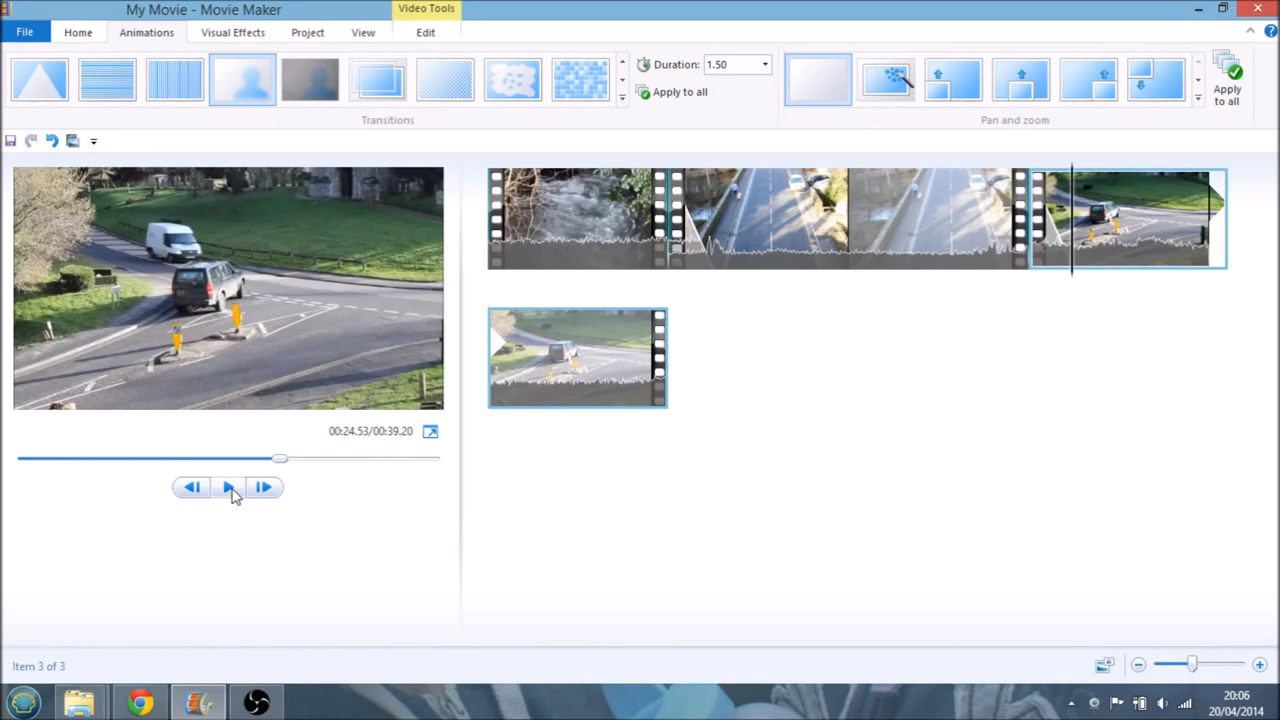 My Movie - Movie Maker
Video Tools
File
Home
Animations
Visual Effects
Project
View
Edit
Duration: 1.50
Apply to all
Apply to all
Transitions
Pan and zoom
00:24.53/00:39.20
Item 3 of 3
20:06
20/04/2014